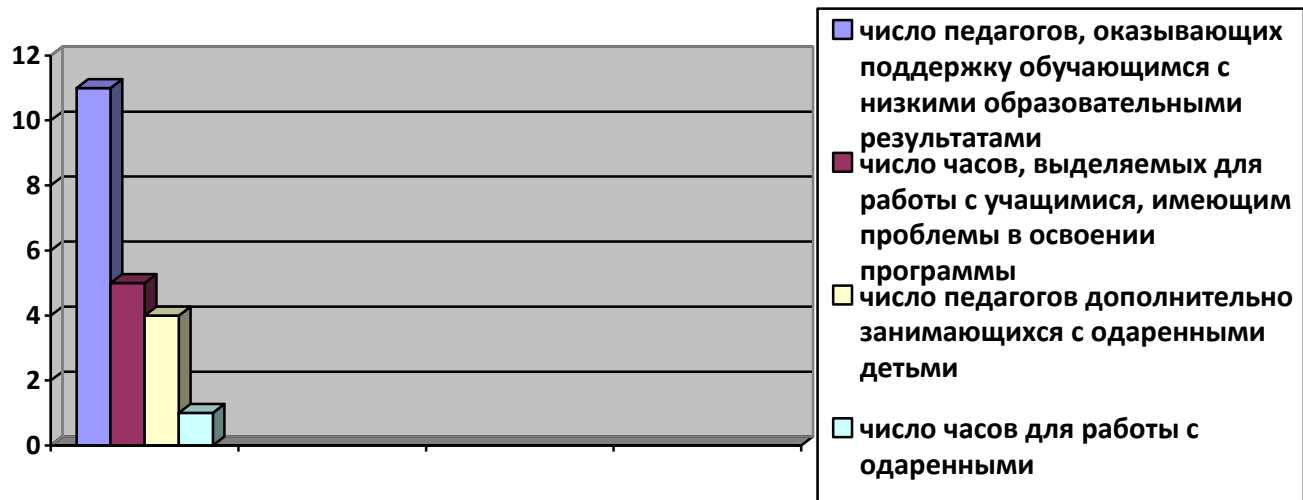 12
10
8
6
4
2
0
число педагогов, оказывающих
поддержку обучающимся с
низкими образовательными
результатами
число часов, выделяемых для
работы с учащимися, имеющим
проблемы в освоении
программы
число педагогов дополнительно
занимающихся с одаренными
детьми
число часов для работы с
одаренными